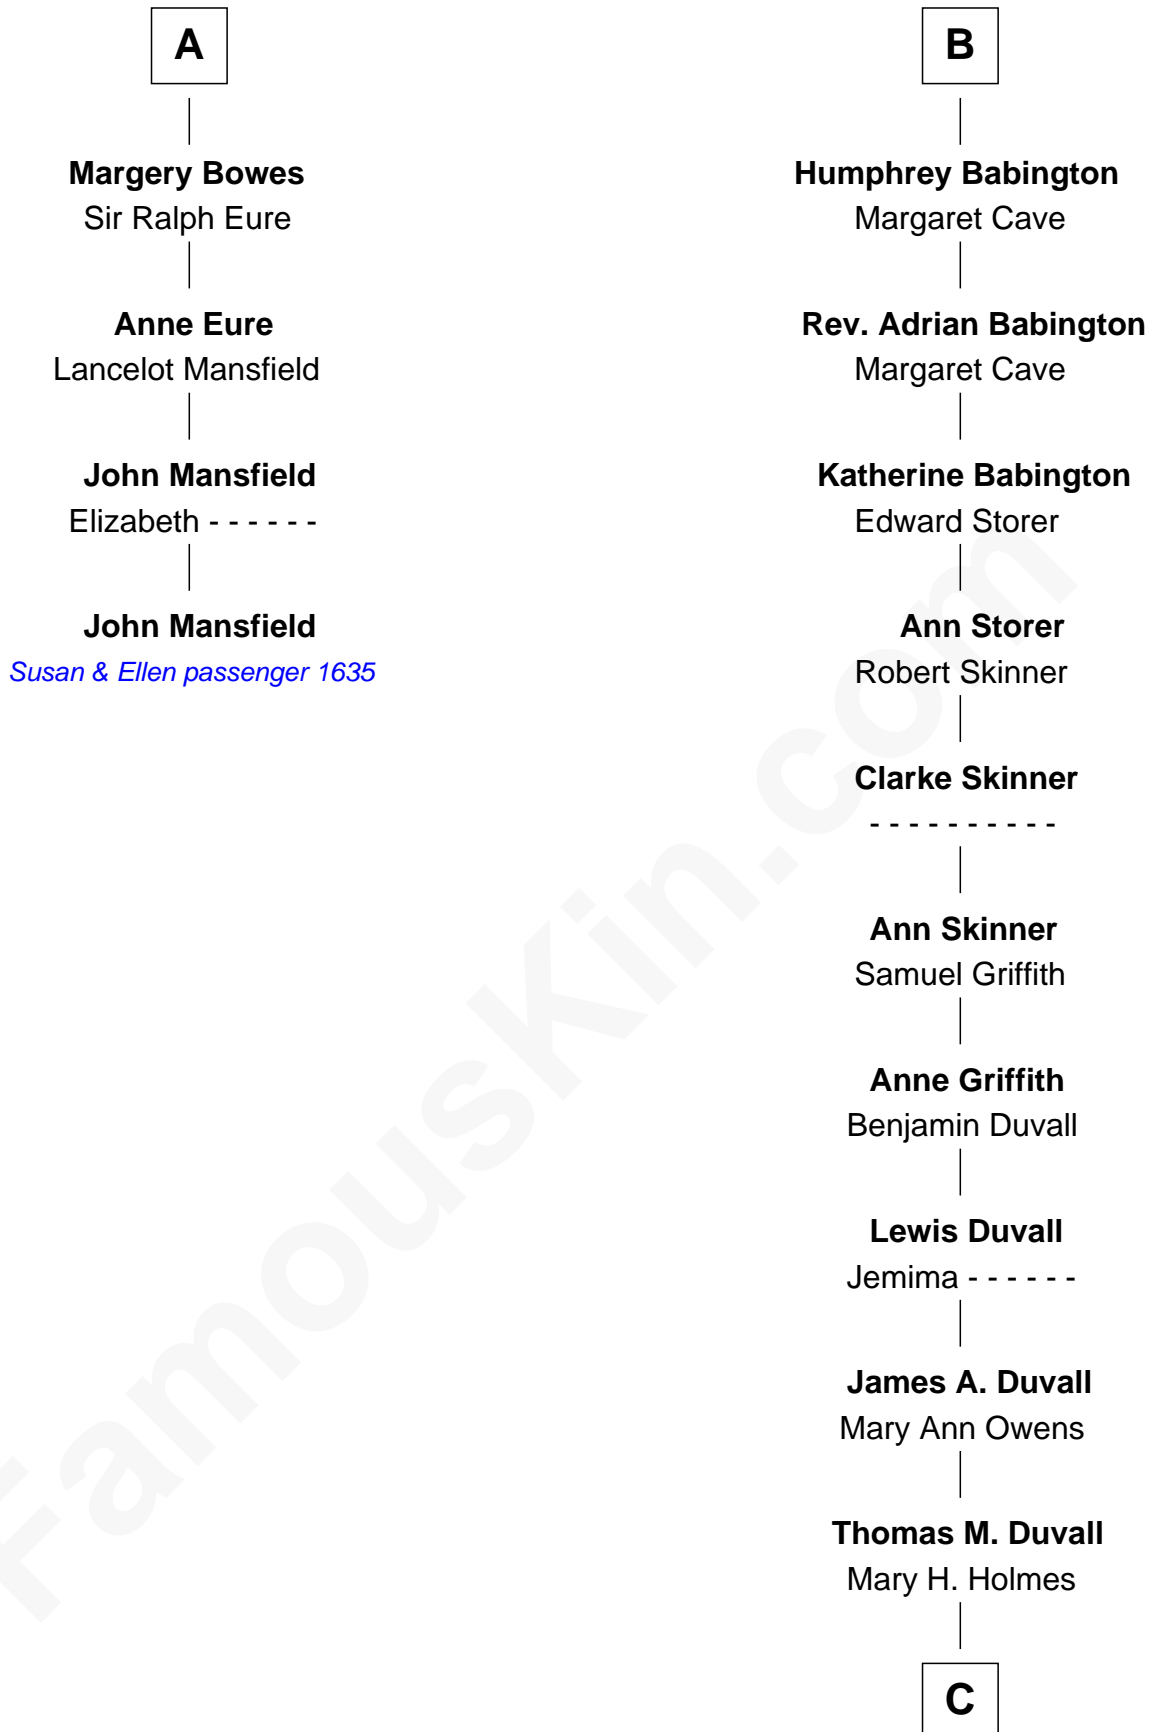 A
Margery Bowes
Sir Ralph Eure
Anne Eure
Lancelot Mansfield
John Mansfield
Elizabeth - - - - - -
John Mansfield
Susan & Ellen passenger 1635
B
Humphrey Babington
Margaret Cave
Rev. Adrian Babington
Margaret Cave
Katherine Babington
Edward Storer
Ann Storer
Robert Skinner
Clarke Skinner
- - - - - - - - - -
Ann Skinner
Samuel Griffith
Anne Griffith
Benjamin Duvall
Lewis Duvall
Jemima - - - - - -
James A. Duvall
Mary Ann Owens
Thomas M. Duvall
Mary H. Holmes
C
FamousKin.com